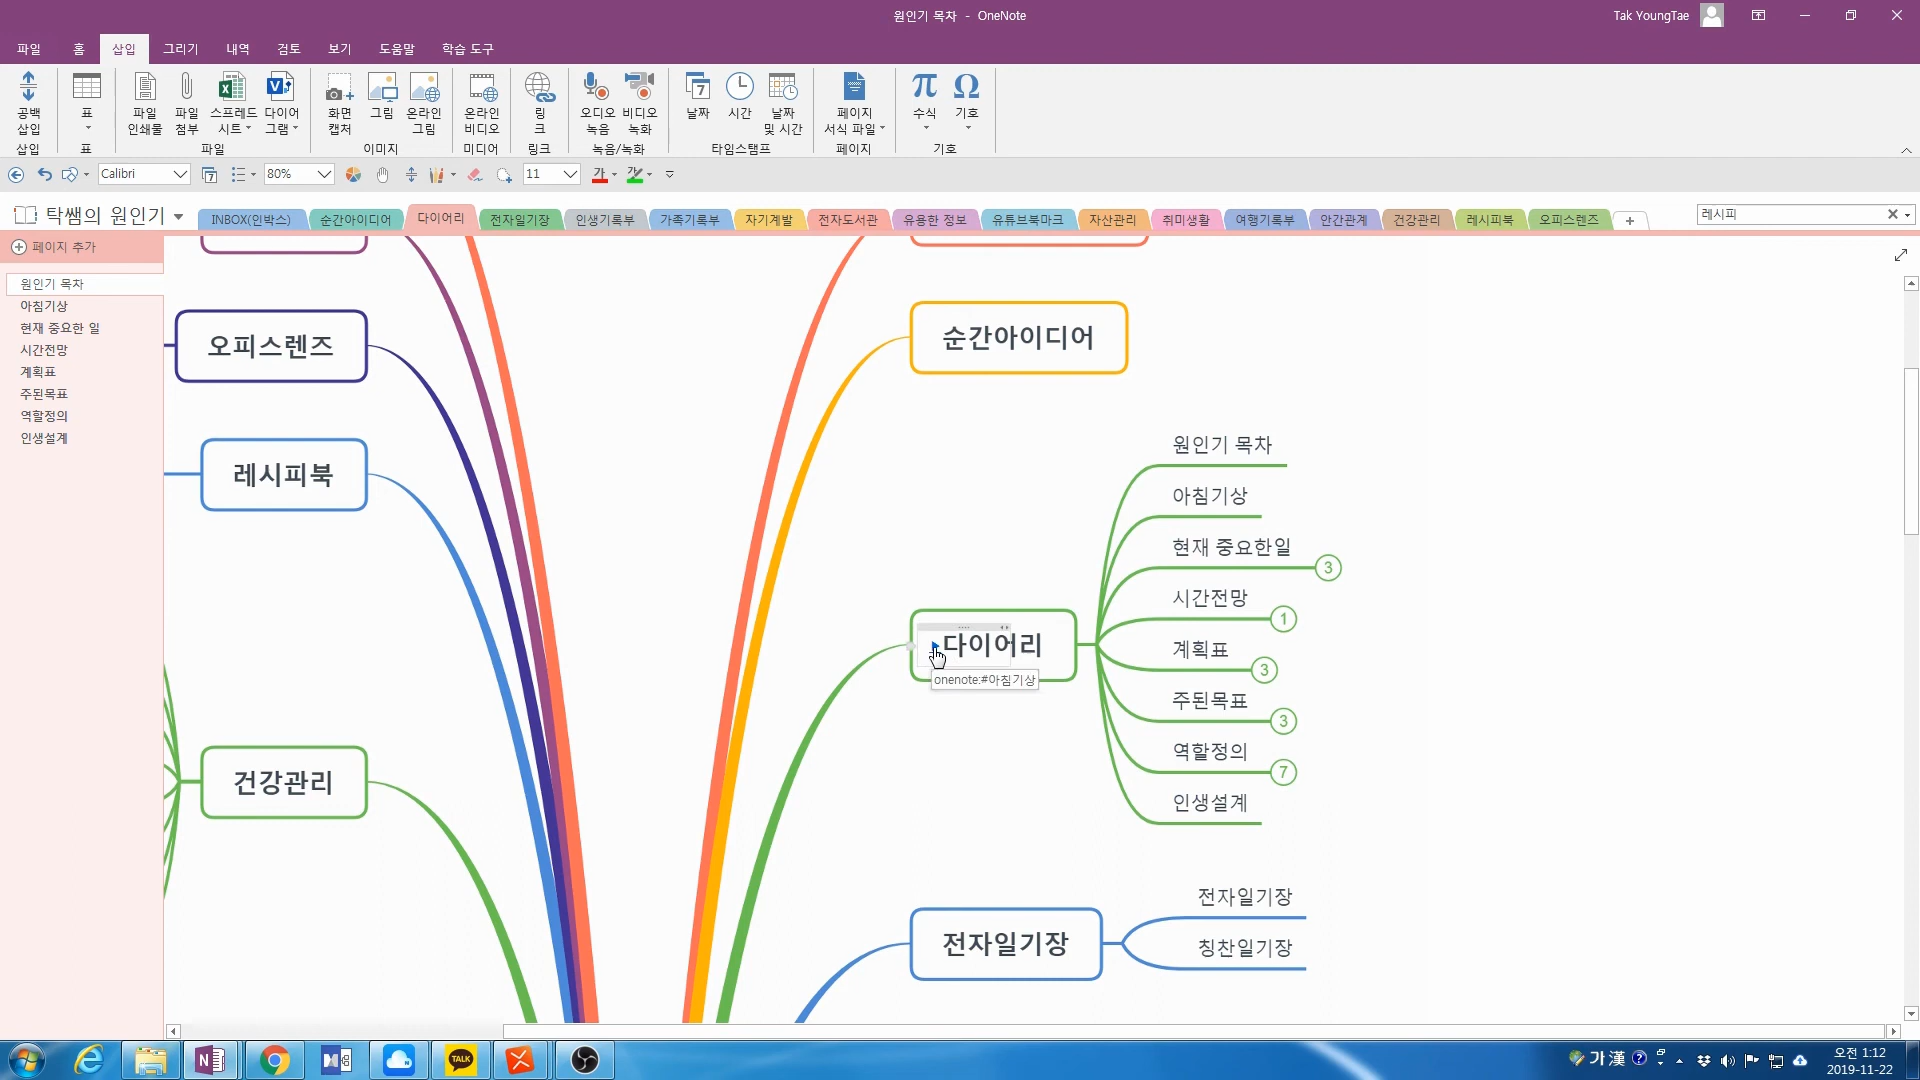 원인기 목차 - OneNote
Tak YoungTae
파일 홈 삽입 그리기 내역 검토 보기 도움말 학습 도구
공백 삽입
표
파일 인쇄물
파일 첨부
스프레드 시트
다이어 그램
화면 캡처
그림
온라인 그림
온라인 비디오
링 크
오디오 녹음
비디오 녹화
날짜
시간
날짜 및 시간
페이지 서식 파일
수식
기호
삽입 표 파일 이미지 미디어 링크 녹음/녹화 타임스탬프 페이지 기호
Calibri 80% 11 가
탁쌤의 원인기
INBOX(인박스) 순간아이디어 다이어리 전자일기장 인생기록부 가족기록부 자기계발 전자도서관 유용한 정보 유튜브북마크 자산관리 취미생활 여행기록부 인간관계 건강관리 레시피북 오피스렌즈
레시피
페이지 추가
원인기 목차
아침기상
현재 중요한 일
시간전망
계획표
주된목표
역할정의
인생설계
오피스렌즈
레시피북
건강관리
순간아이디어
다이어리
onenote:#아침기상
원인기 목차
아침기상
현재 중요한일 3
시간전망 1
계획표 3
주된목표 3
역할정의 7
인생설계
전자일기장
전자일기장
칭찬일기장
TALK
가 漢
오전 1:12
2019-11-22